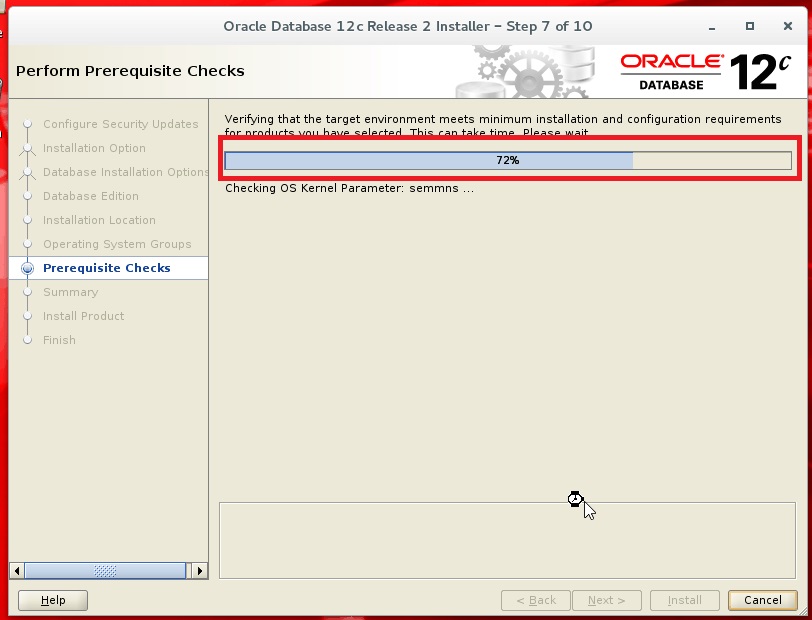 Oracle Database 12c Release 2 Installer – Step 7 of 10
Perform Prerequisite Checks
ORACLE
DATABASE
12c
Configure Security Updates
Installation Option
Database Installation Options
Database Edition
Installation Location
Operating System Groups
Prerequisite Checks
Summary
Install Product
Finish
Verifying that the target environment meets minimum installation and configuration requirements
for products you have selected. This can take time. Please wait
72%
Checking OS Kernel Parameter: semmns ...
Help
< Back
Next >
Install
Cancel